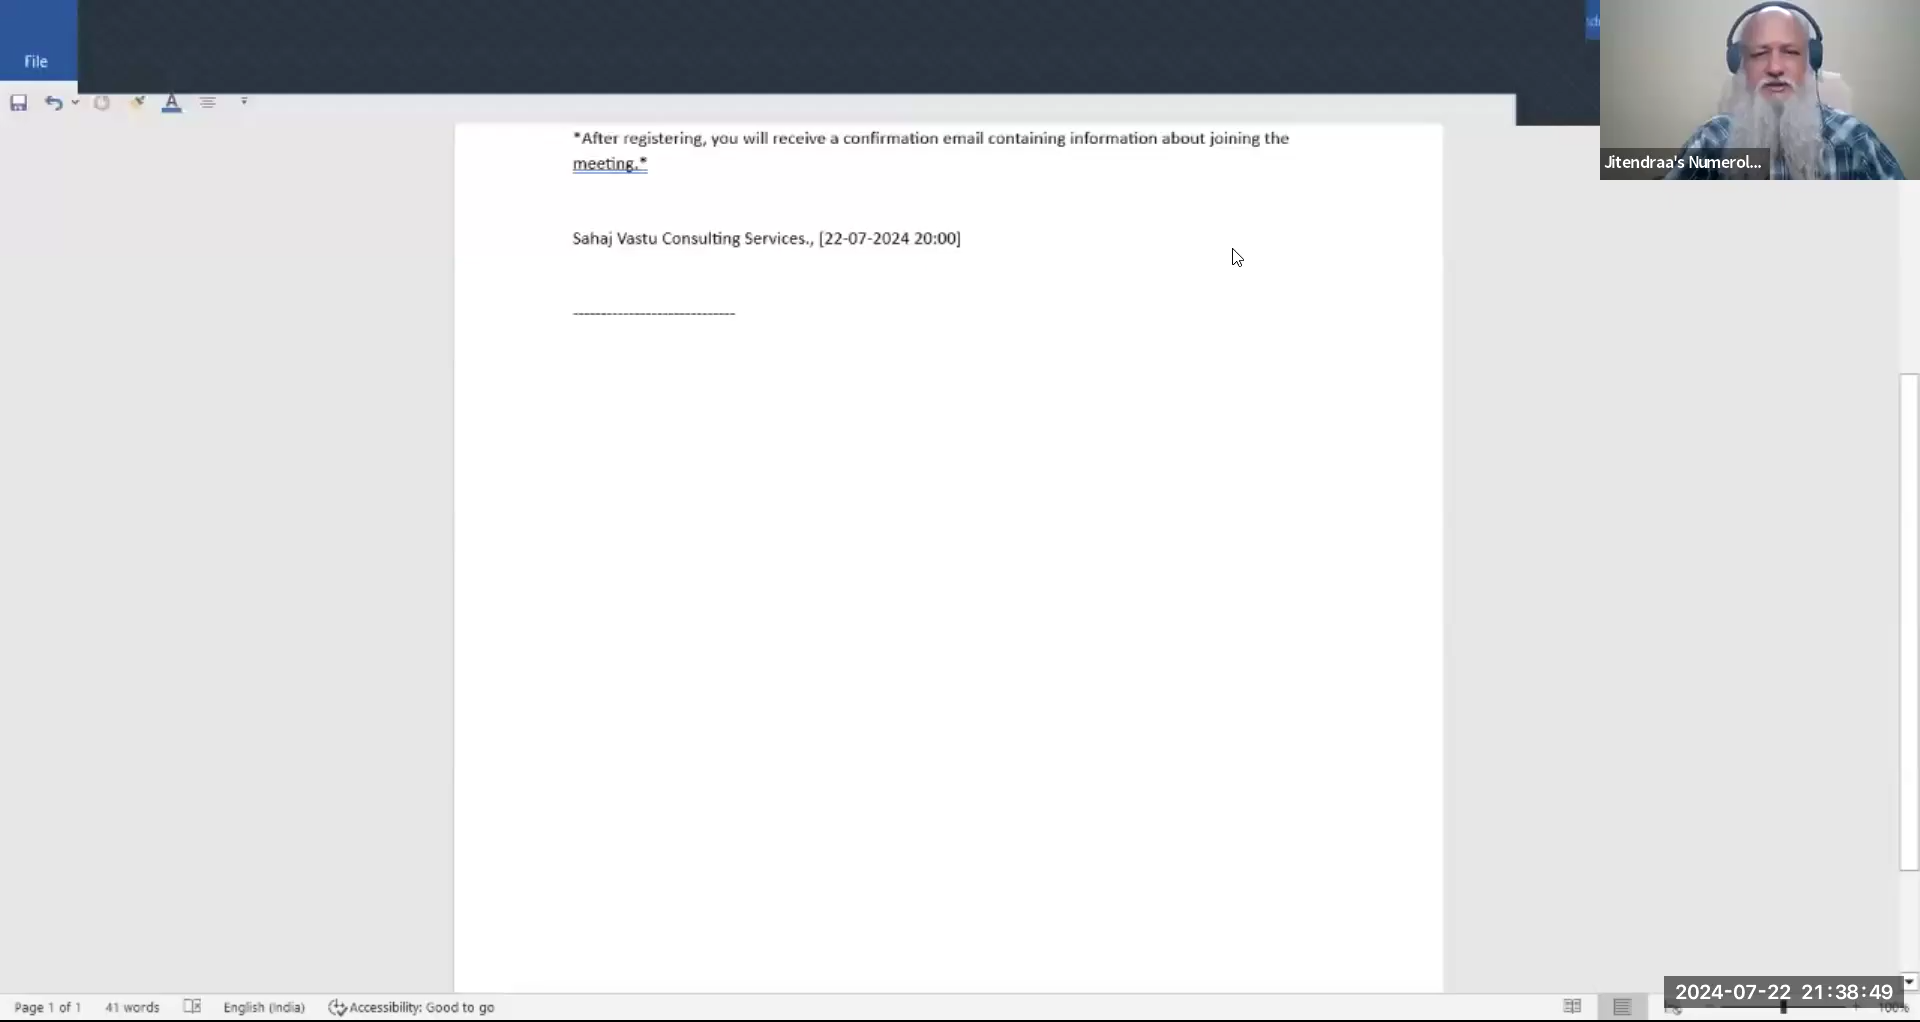 File
Jitendraa's Numerol...
*After registering, you will receive a confirmation email containing information about joining the
meeting.*
Sahaj Vastu Consulting Services., [22-07-2024 20:00]
------------------------------
2024-07-22 21:38:49
Page 1 of 1 41 words English (India) Accessibility: Good to go 100%